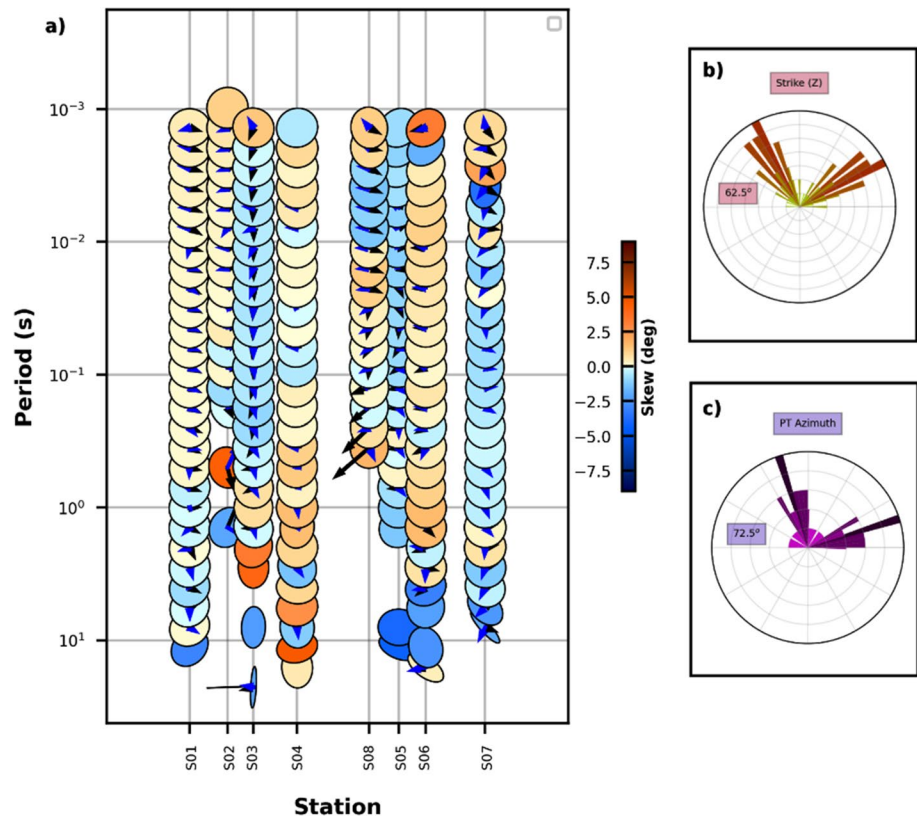 a)
10⁻³
10⁻²
10⁻¹
10⁰
10¹
Period (s)
S01
S02
S03
S04
S08
S05
S06
S07
Station
7.5
5.0
2.5
0.0
−2.5
−5.0
−7.5
Skew (deg)
b)
Strike (Z)
62.5°
c)
PT Azimuth
72.5°